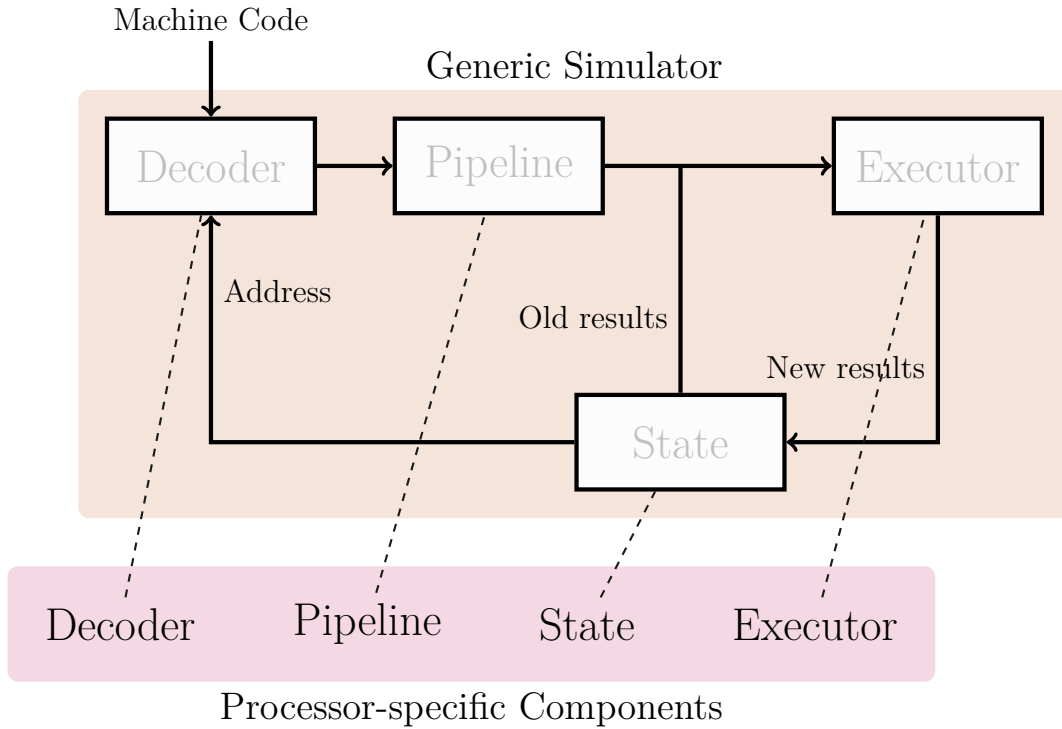 Machine Code
Generic Simulator
Decoder
Pipeline
Executor
Address
Old results
New results
State
Decoder
Pipeline
State
Executor
Processor-specific Components